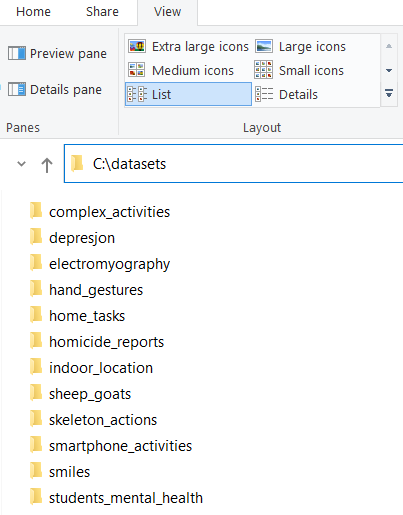 Home Share View
Preview pane
Details pane
Panes
Extra large icons Large icons
Medium icons Small icons
List Details
Layout
C:\datasets
complex_activities
depresjon
electromyography
hand_gestures
home_tasks
homicide_reports
indoor_location
sheep_goats
skeleton_actions
smartphone_activities
smiles
students_mental_health